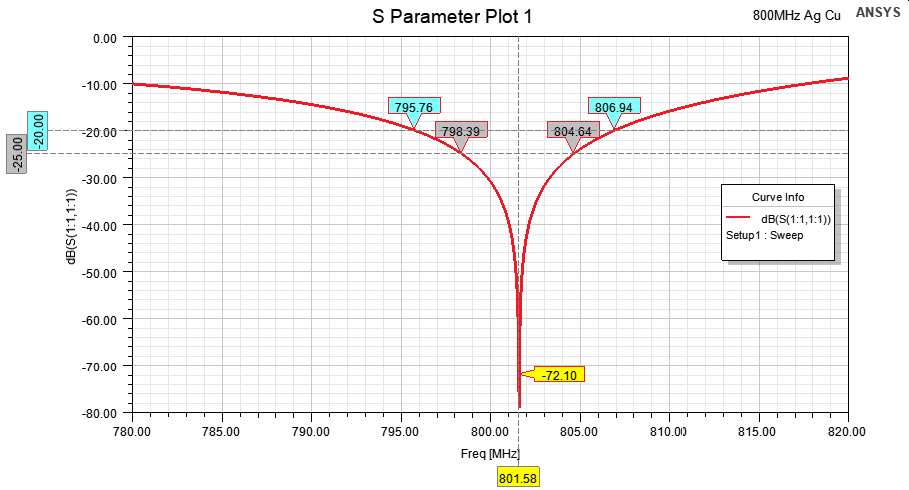 S Parameter Plot 1
800MHz Ag Cu
ANSYS
0.00
-10.00
-20.00
-30.00
-40.00
-50.00
-60.00
-70.00
-80.00
dB(S(1:1,1:1))
-25.00
-20.00
795.76
798.39
804.64
806.94
-72.10
Curve Info
dB(S(1:1,1:1))
Setup1 : Sweep
780.00 785.00 790.00 795.00 800.00 805.00 810.00 815.00 820.00
Freq [MHz]
801.58